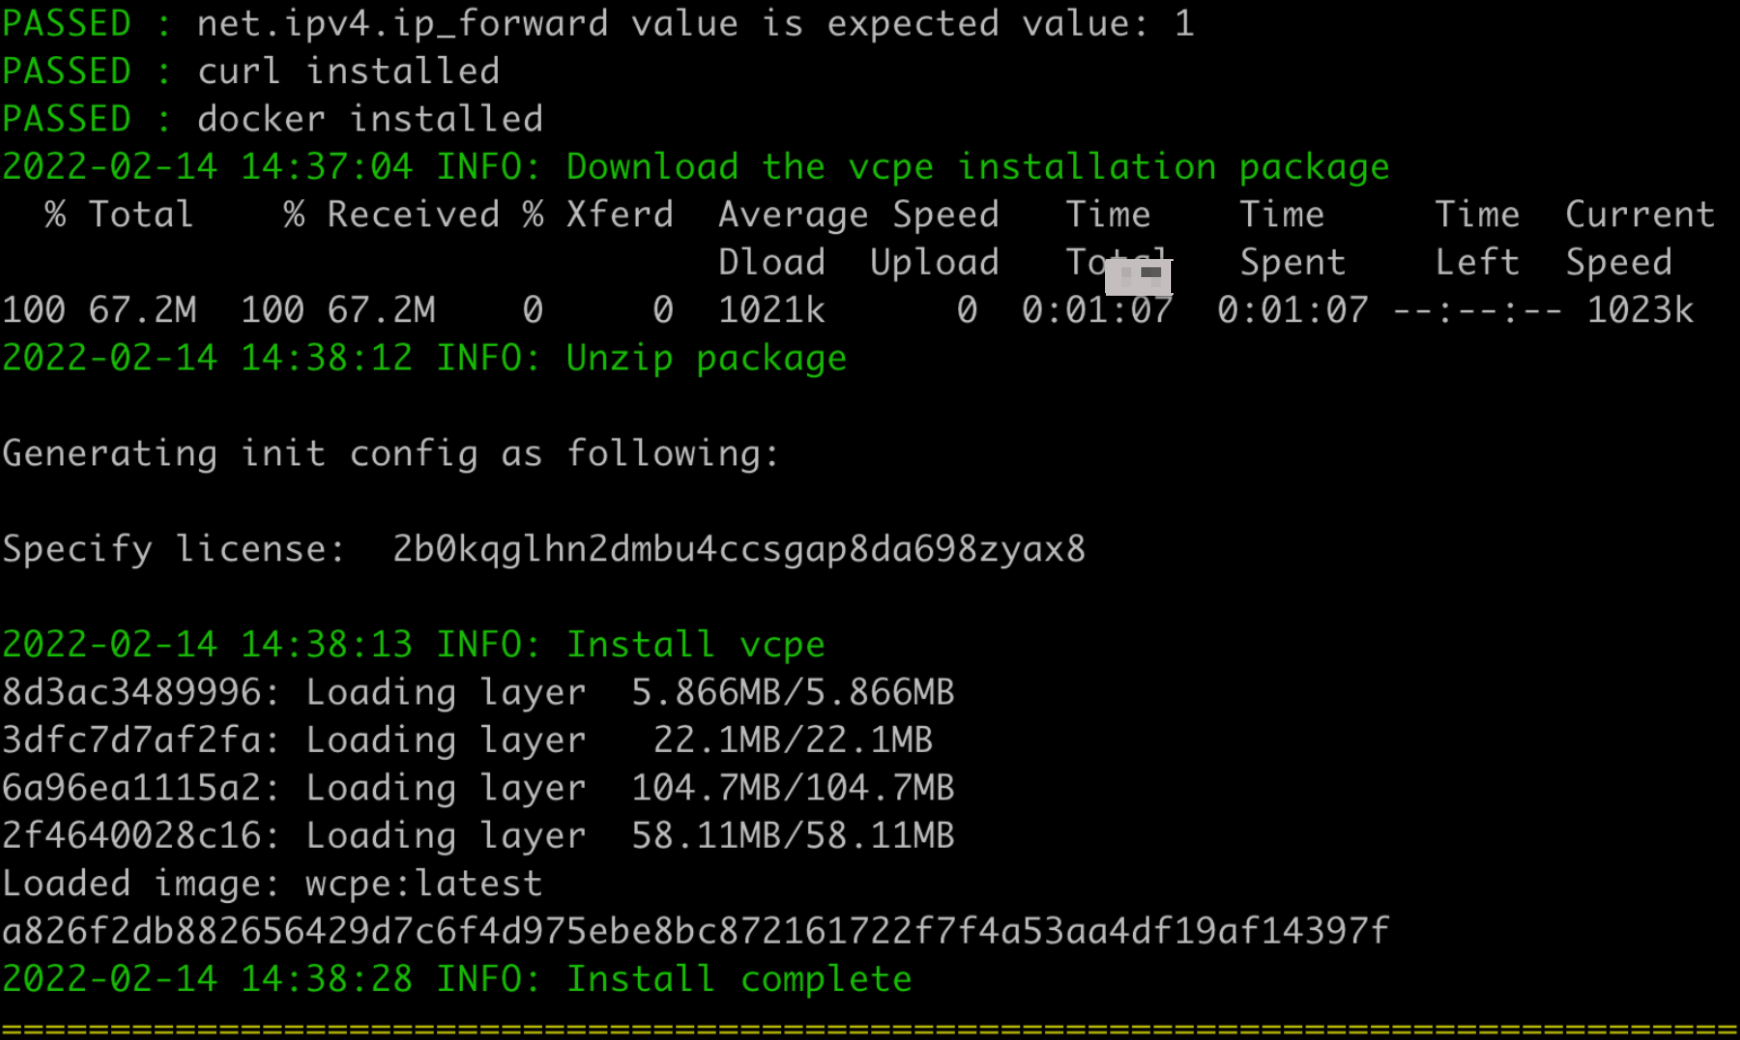 PASSED : net.ipv4.ip_forward value is expected value: 1
PASSED : curl installed
PASSED : docker installed
2022-02-14 14:37:04 INFO: Download the vcpe installation package
  % Total    % Received % Xferd  Average Speed   Time    Time     Time  Current
                                 Dload  Upload   Total   Spent    Left  Speed
100 67.2M  100 67.2M    0     0  1021k      0  0:01:07  0:01:07 --:--:-- 1023k
2022-02-14 14:38:12 INFO: Unzip package
Generating init config as following:
Specify license:  2b0kqglhn2dmbu4ccsgap8da698zyax8
2022-02-14 14:38:13 INFO: Install vcpe
8d3ac3489996: Loading layer  5.866MB/5.866MB
3dfc7d7af2fa: Loading layer   22.1MB/22.1MB
6a96ea1115a2: Loading layer  104.7MB/104.7MB
2f4640028c16: Loading layer  58.11MB/58.11MB
Loaded image: wcpe:latest
a826f2db882656429d7c6f4d975ebe8bc872161722f7f4a53aa4df19af14397f
2022-02-14 14:38:28 INFO: Install complete
================================================================================